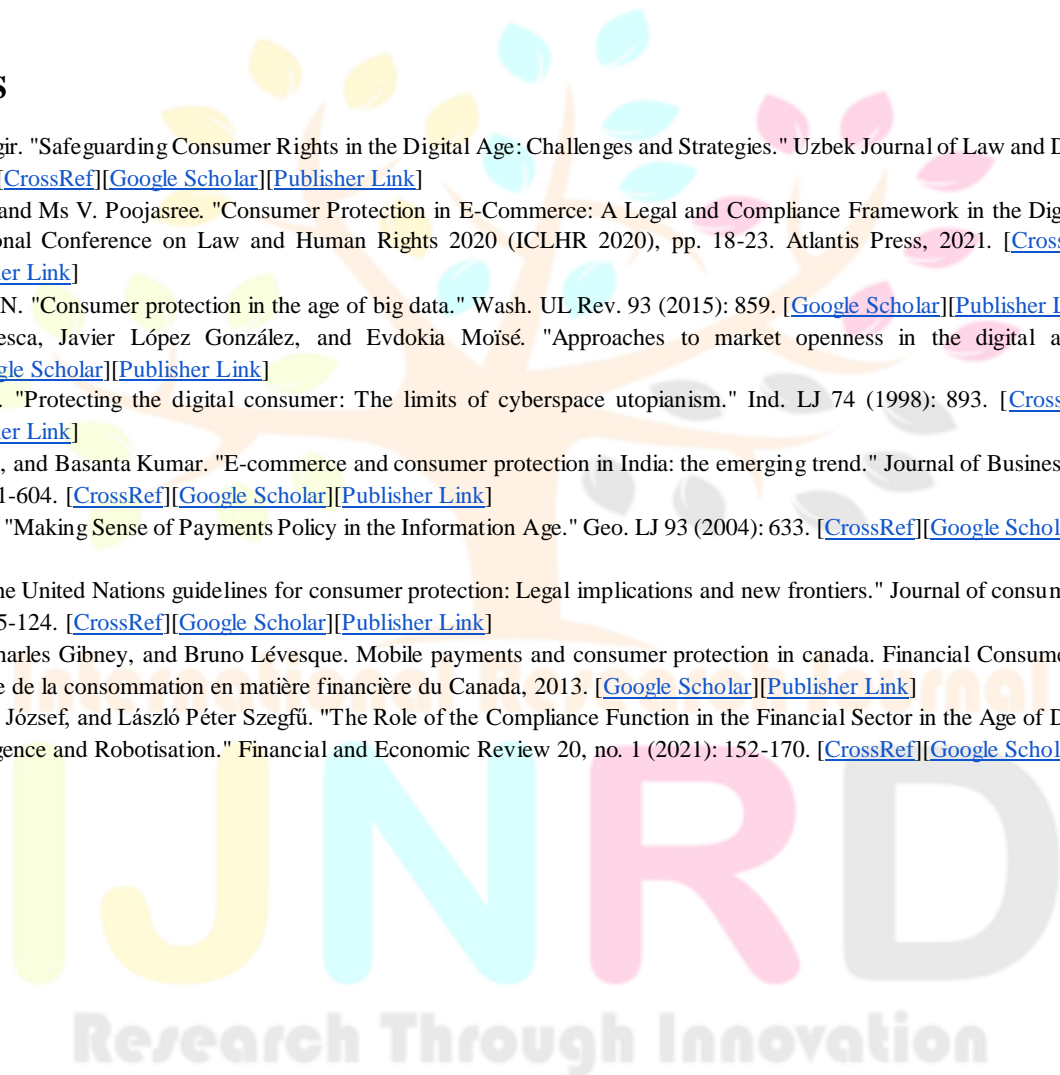 s
gir. "Safeguarding Consumer Rights in the Digital Age: Challenges and Strategies." Uzbek Journal of Law and D
[CrossRef][Google Scholar][Publisher Link]
and Ms V. Poojasree. "Consumer Protection in E-Commerce: A Legal and Compliance Framework in the Dig
onal Conference on Law and Human Rights 2020 (ICLHR 2020), pp. 18-23. Atlantis Press, 2021. [Cros
er Link]
N. "Consumer protection in the age of big data." Wash. UL Rev. 93 (2015): 859. [Google Scholar][Publisher L
esca, Javier López González, and Evdokia Moïsé. "Approaches to market openness in the digital a
gle Scholar][Publisher Link]
. "Protecting the digital consumer: The limits of cyberspace utopianism." Ind. LJ 74 (1998): 893. [Cros
er Link]
, and Basanta Kumar. "E-commerce and consumer protection in India: the emerging trend." Journal of Busines
1-604. [CrossRef][Google Scholar][Publisher Link]
"Making Sense of Payments Policy in the Information Age." Geo. LJ 93 (2004): 633. [CrossRef][Google Schol
he United Nations guidelines for consumer protection: Legal implications and new frontiers." Journal of consum
5-124. [CrossRef][Google Scholar][Publisher Link]
harles Gibney, and Bruno Lévesque. Mobile payments and consumer protection in canada. Financial Consume
e de la consommation en matière financière du Canada, 2013. [Google Scholar][Publisher Link]
József, and László Péter Szegfű. "The Role of the Compliance Function in the Financial Sector in the Age of D
gence and Robotisation." Financial and Economic Review 20, no. 1 (2021): 152-170. [CrossRef][Google Schol
International Research Journal
IJNRD
Research Through Innovation